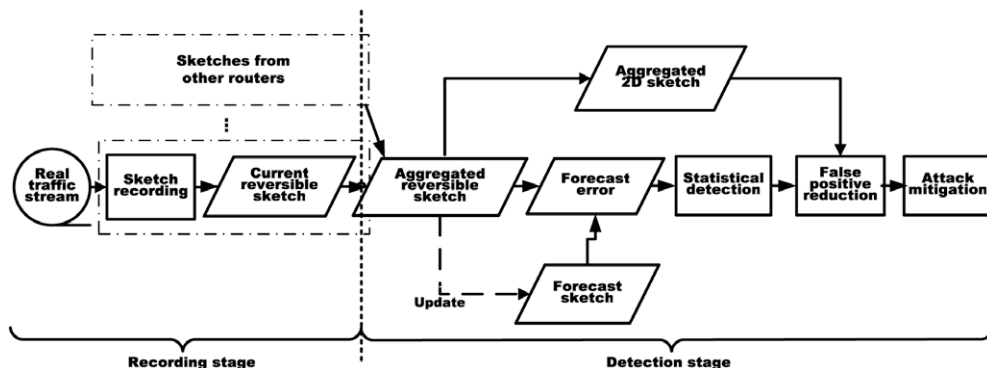 Sketches from
other routers
Aggregated
2D sketch
Real
traffic
stream
Sketch
recording
Current
reversible
sketch
Aggregated
reversible
sketch
Forecast
error
Statistical
detection
False
positive
reduction
Attack
mitigation
Update
Forecast
sketch
Recording stage
Detection stage